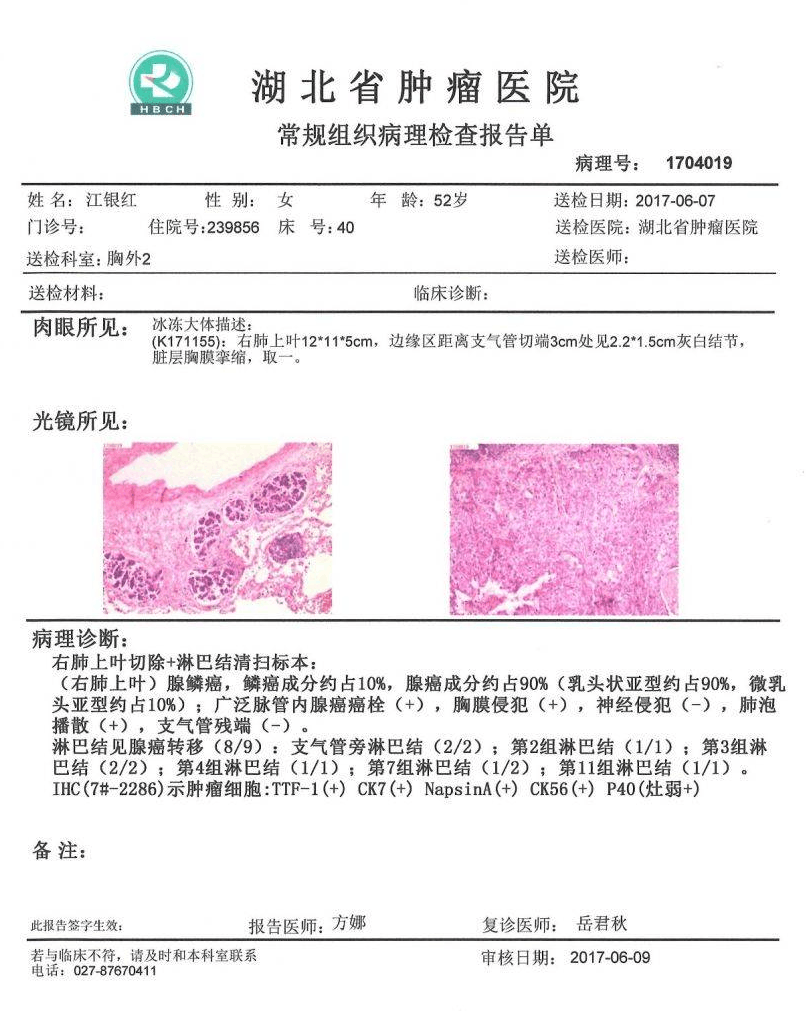 HBCH
湖北省肿瘤医院
常规组织病理检查报告单
病理号： 1704019
姓名：江银红 性别：女 年龄：52岁 送检日期：2017-06-07
门诊号： 住院号：239856 床号：40 送检医院：湖北省肿瘤医院
送检科室：胸外2 送检医师：
送检材料： 临床诊断：
肉眼所见： 冰冻大体描述：
(K171155)：右肺上叶12*11*5cm，边缘区距离支气管切端3cm处见2.2*1.5cm灰白结节，
脏层胸膜挛缩，取一。
光镜所见：
病理诊断：
右肺上叶切除+淋巴结清扫标本：
（右肺上叶）腺鳞癌，鳞癌成分约占10%，腺癌成分约占90%（乳头状亚型约占90%，微乳
头亚型约占10%）；广泛脉管内腺癌癌栓（+），胸膜侵犯（+），神经侵犯（-），肺泡
播散（+），支气管残端（-）。
淋巴结见腺癌转移（8/9）：支气管旁淋巴结（2/2）；第2组淋巴结（1/1）；第3组淋
巴结（2/2）；第4组淋巴结（1/1）；第7组淋巴结（1/2）；第11组淋巴结（1/1）。
IHC(7#-2286)示肿瘤细胞:TTF-1(+) CK7(+) NapsinA(+) CK56(+) P40(灶弱+)
备注：
此报告签字生效： 报告医师：方娜 复诊医师： 岳君秋
若与临床不符，请及时和本科室联系 审核日期： 2017-06-09
电话：027-87670411